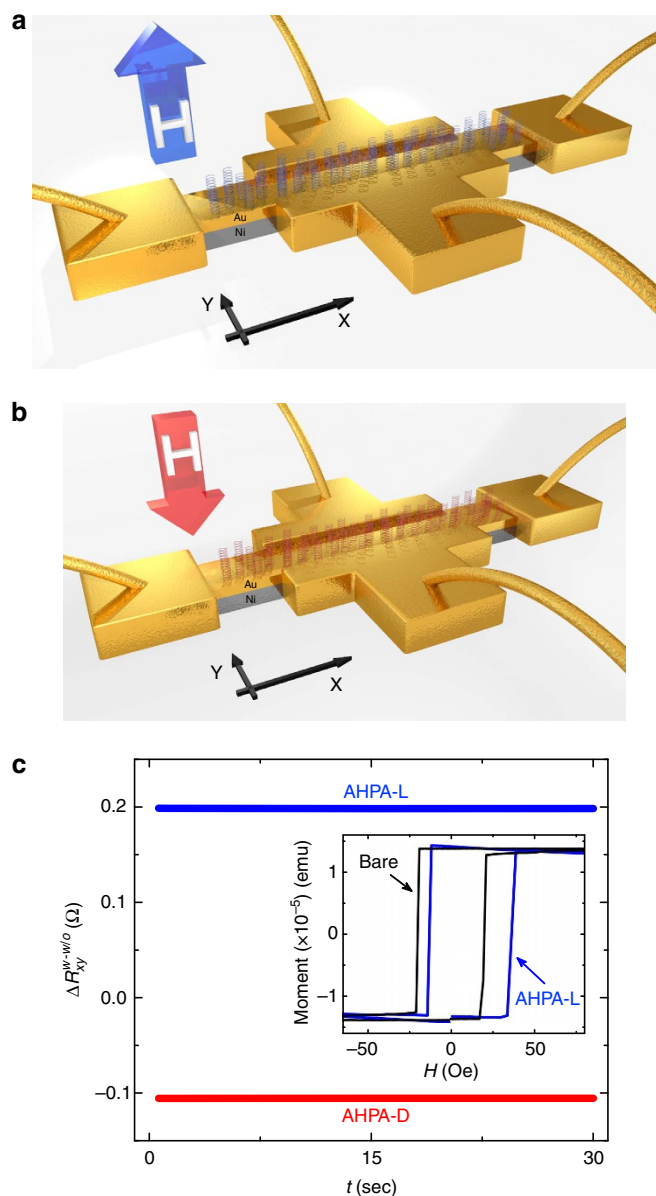 a
H
Au
Ni
Y
X
b
H
Au
Ni
Y
X
c
AHPA-L
0.2
0.1
0.0
−0.1
ΔR_xy^w-w/o (Ω)
Bare
AHPA-L
Moment (×10⁻⁵) (emu)
1
0
−1
−50 0 50
H (Oe)
AHPA-D
0 15 30
t (sec)